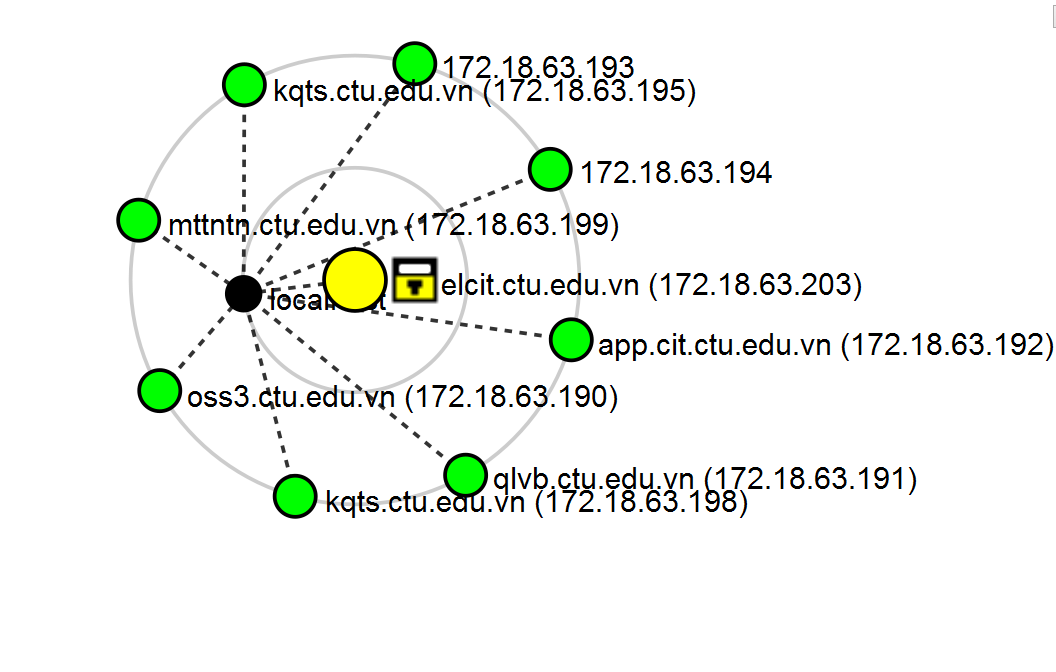 172.18.63.193
kqts.ctu.edu.vn (172.18.63.195)
172.18.63.194
mttntn.ctu.edu.vn (172.18.63.199)
elcit.ctu.edu.vn (172.18.63.203)
app.cit.ctu.edu.vn (172.18.63.192)
oss3.ctu.edu.vn (172.18.63.190)
qlvb.ctu.edu.vn (172.18.63.191)
kqts.ctu.edu.vn (172.18.63.198)